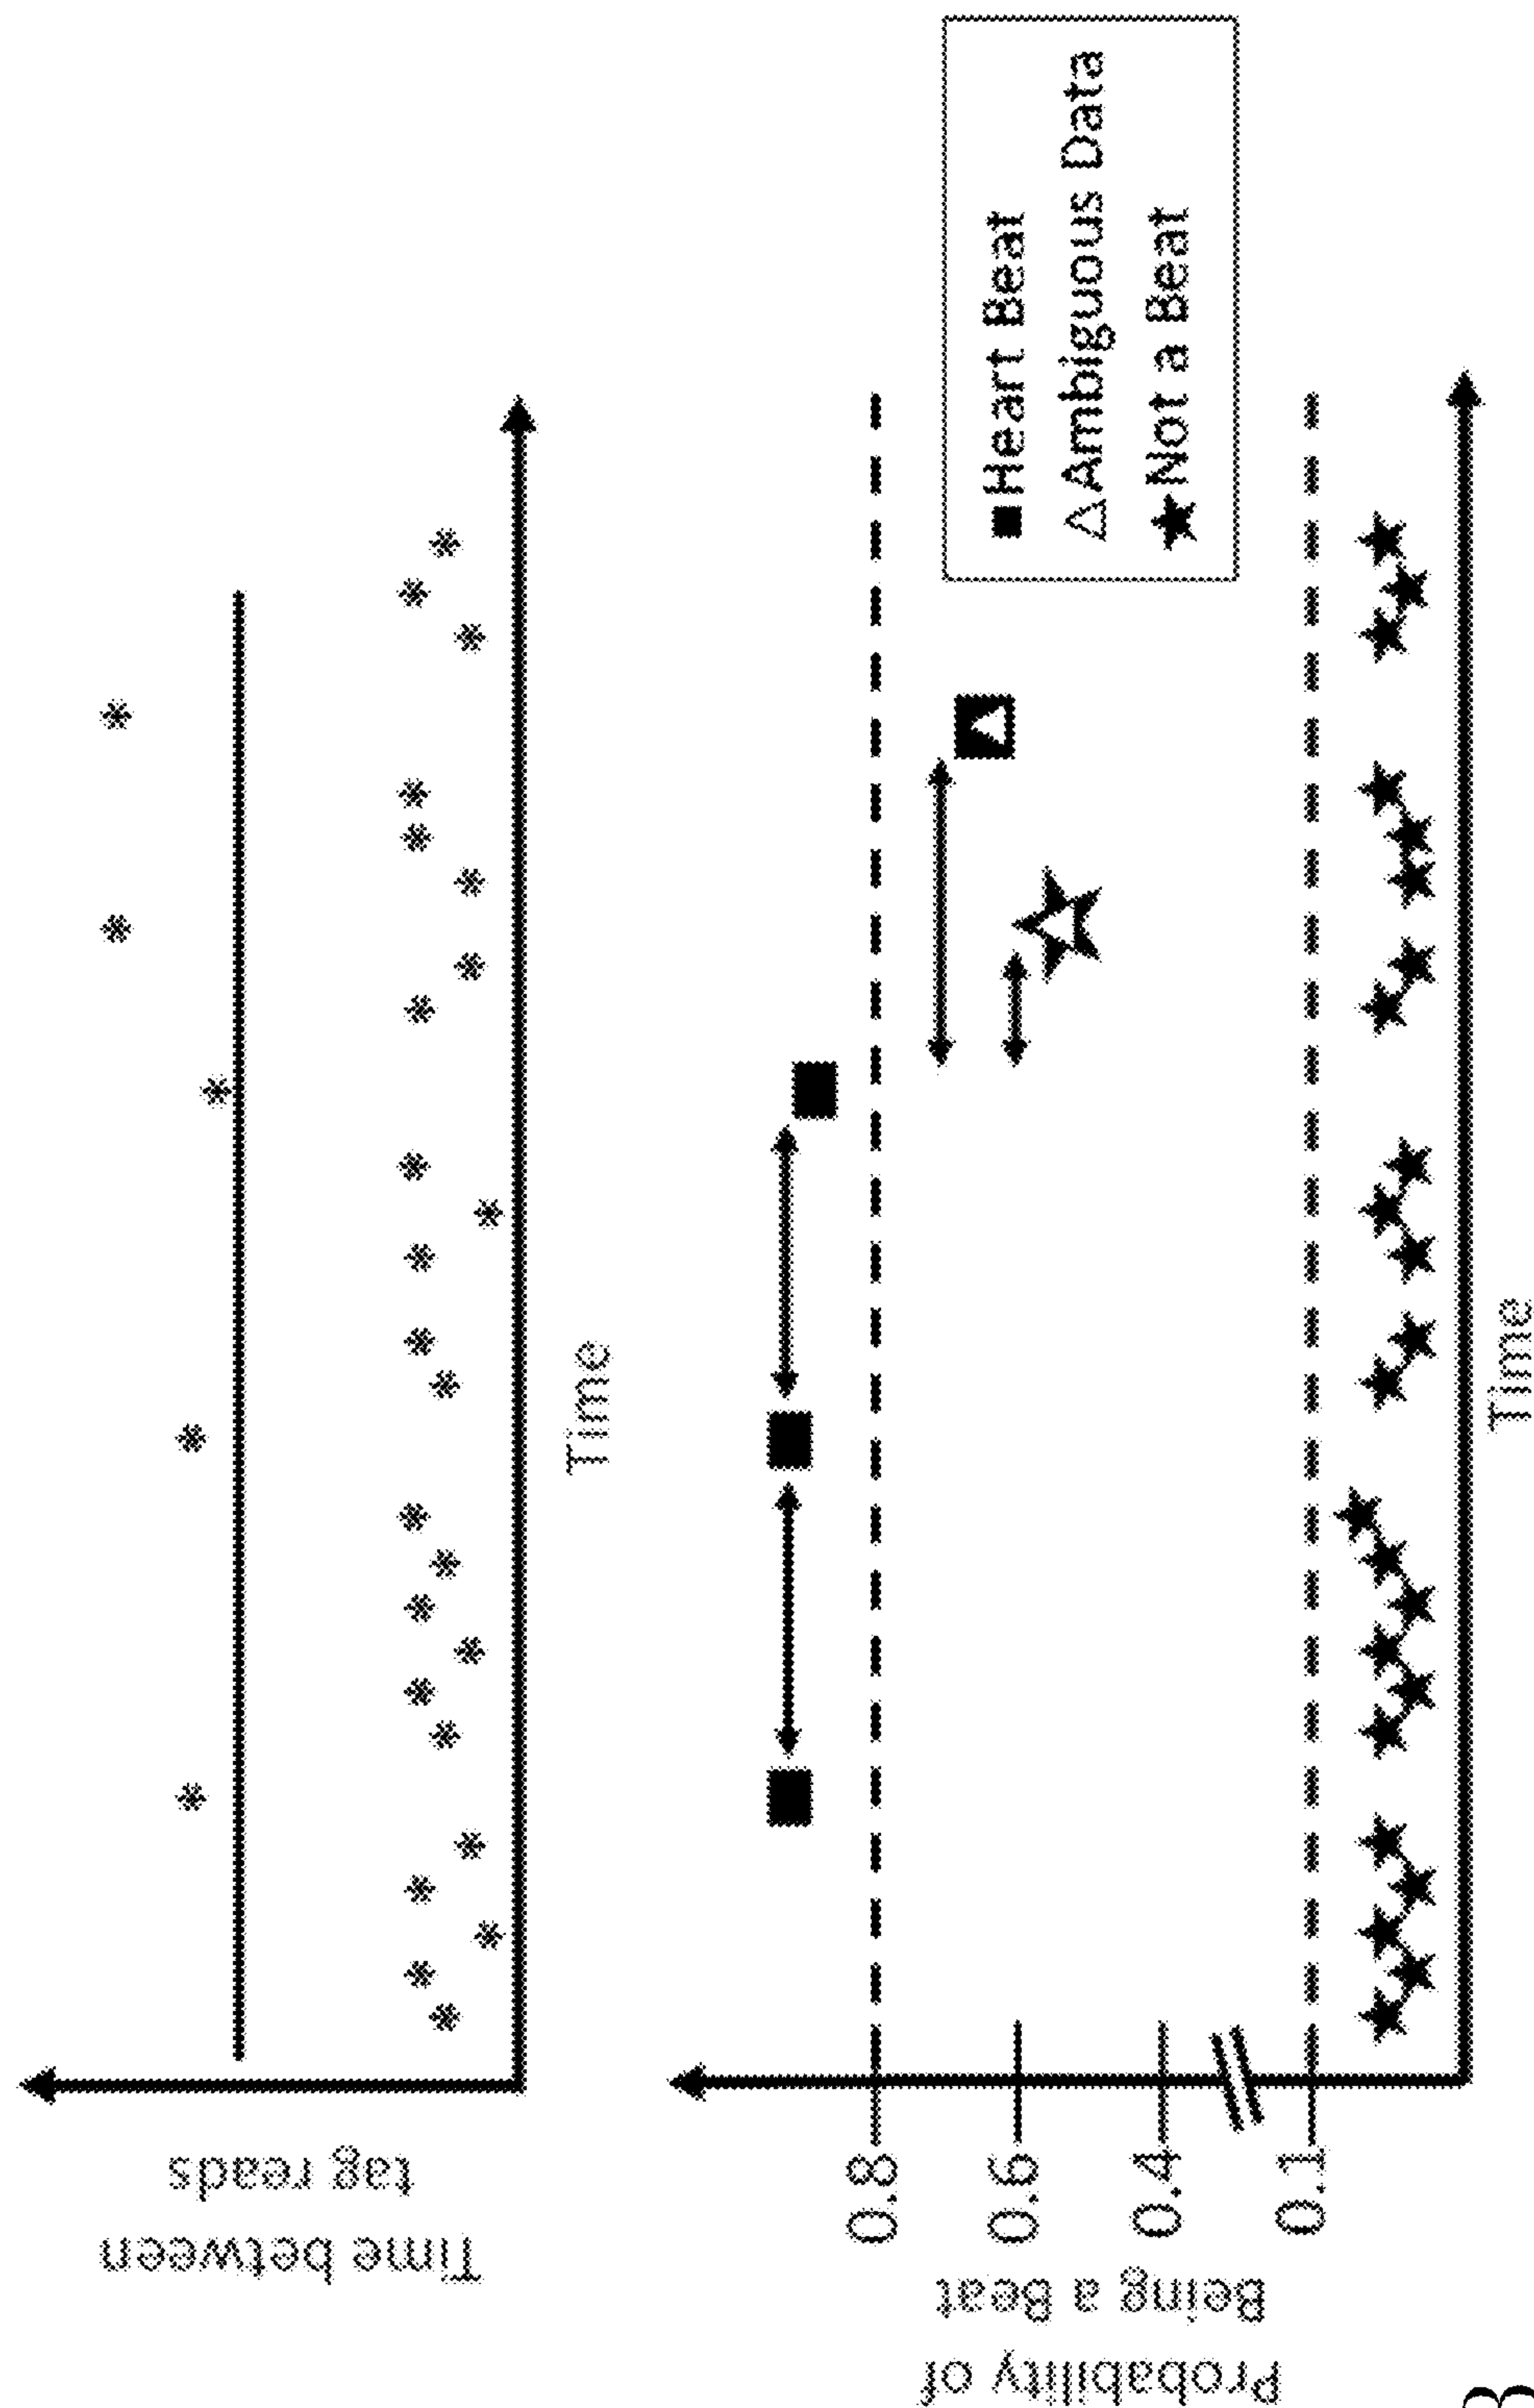 Time between
tag reads
Time
Probability of
Being a Beat
0.8
0.6
0.4
0.1
Time
Heart Beat
Ambiguous Data
Not a Beat
3